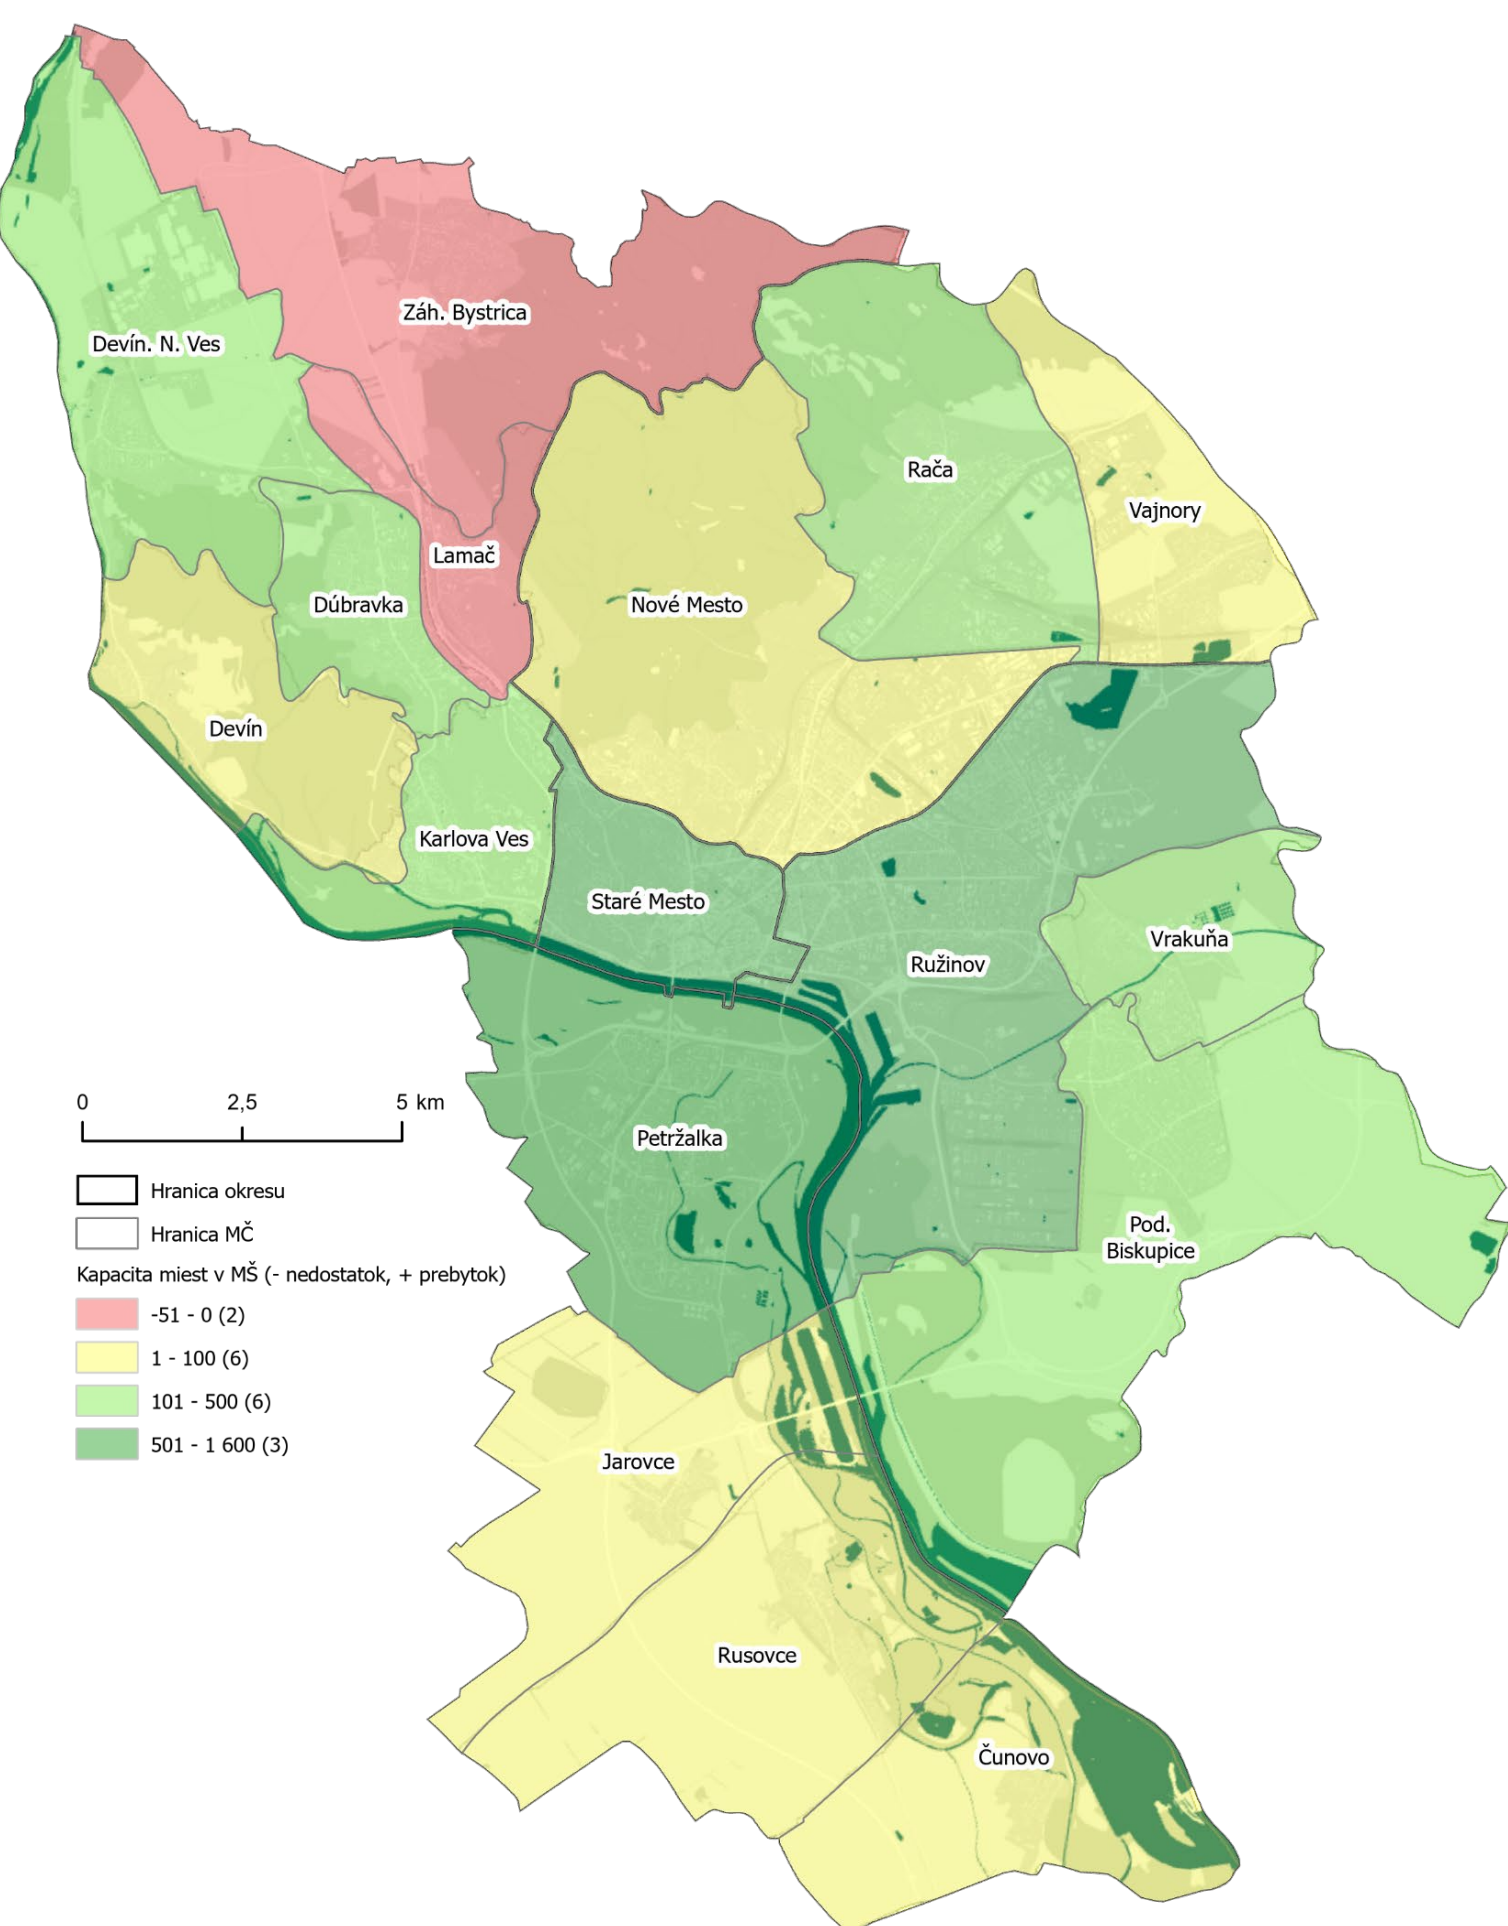 Záh. Bystrica
Devín. N. Ves
Rača
Vajnory
Lamač
Dúbravka
Nové Mesto
Devín
Karlova Ves
Staré Mesto
Vrakuňa
Ružinov
Petržalka
Pod.
Biskupice
Jarovce
Rusovce
Čunovo
0 2,5 5 km
Hranica okresu
Hranica MČ
Kapacita miest v MŠ (- nedostatok, + prebytok)
-51 - 0 (2)
1 - 100 (6)
101 - 500 (6)
501 - 1 600 (3)